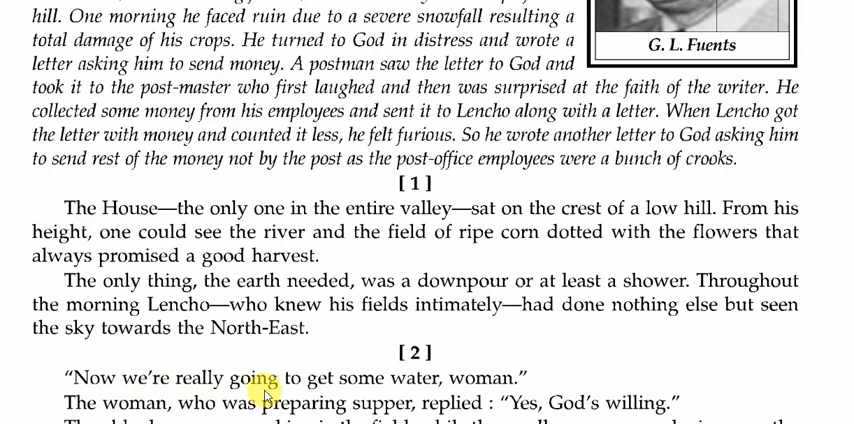 hill. One morning he faced ruin due to a severe snowfall resulting a
total damage of his crops. He turned to God in distress and wrote a
letter asking him to send money. A postman saw the letter to God and
G. L. Fuents
took it to the post-master who first laughed and then was surprised at the faith of the writer. He
collected some money from his employees and sent it to Lencho along with a letter. When Lencho got
the letter with money and counted it less, he felt furious. So he wrote another letter to God asking him
to send rest of the money not by the post as the post-office employees were a bunch of crooks.
[ 1 ]
The House—the only one in the entire valley—sat on the crest of a low hill. From his
height, one could see the river and the field of ripe corn dotted with the flowers that
always promised a good harvest.
The only thing, the earth needed, was a downpour or at least a shower. Throughout
the morning Lencho—who knew his fields intimately—had done nothing else but seen
the sky towards the North-East.
[ 2 ]
“Now we’re really going to get some water, woman.”
The woman, who was preparing supper, replied : “Yes, God’s willing.”